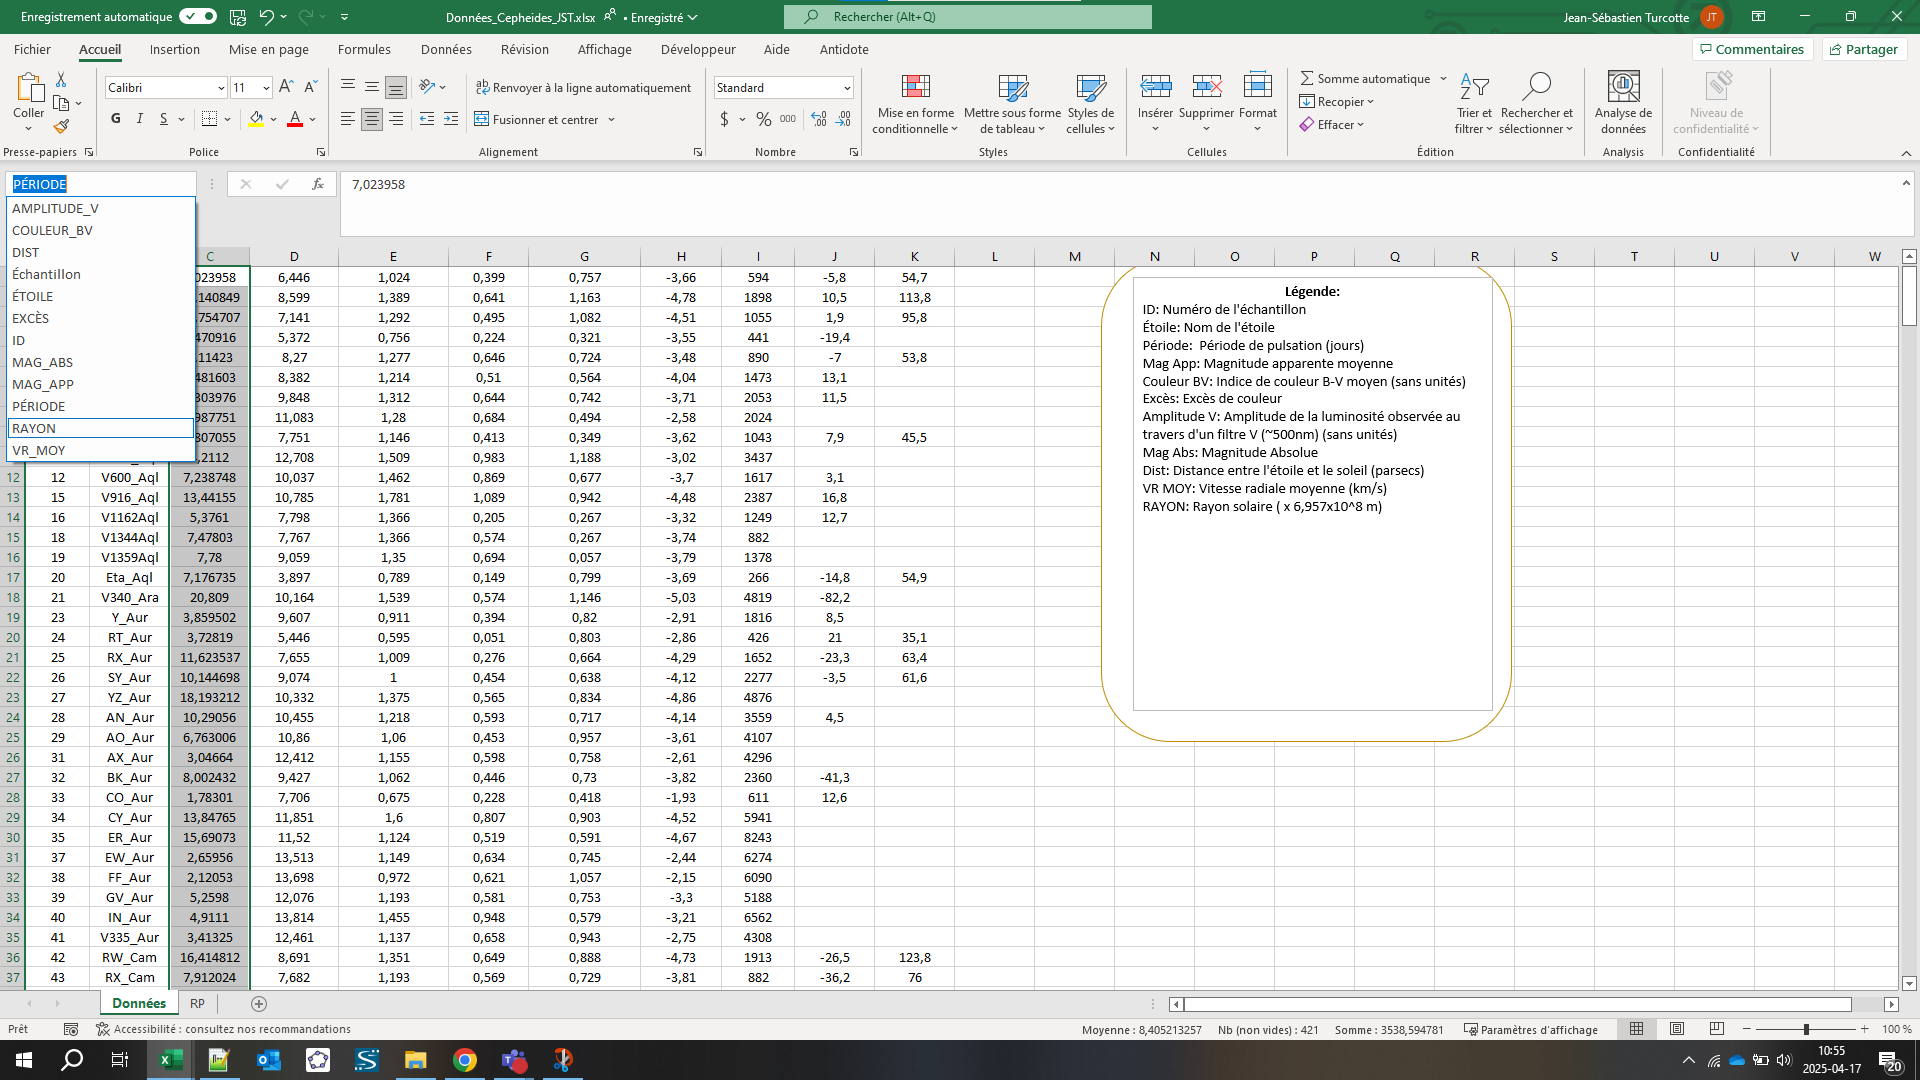 Enregistrement automatique
Données_Cepheides_JST.xlsx • Enregistré
Rechercher (Alt+Q)
Jean-Sébastien Turcotte JT
Fichier Accueil Insertion Mise en page Formules Données Révision Affichage Développeur Aide Antidote
Commentaires Partager
Coller
Presse-papiers
Calibri 11
G I S
Police
Renvoyer à la ligne automatiquement
Fusionner et centrer
Alignement
Standard
$ % 000
Nombre
Mise en forme conditionnelle
Mettre sous forme de tableau
Styles de cellules
Styles
Insérer Supprimer Format
Cellules
Somme automatique
Recopier
Effacer
Trier et filtrer
Rechercher et sélectionner
Édition
Analyse de données
Analysis
Niveau de confidentialité
Confidentialité
PÉRIODE
fx
7,023958
AMPLITUDE_V
COULEUR_BV
DIST
Échantillon
ÉTOILE
EXCÈS
ID
MAG_ABS
MAG_APP
PÉRIODE
RAYON
VR_MOY
C D E F G H I J K L M N O P Q R S T U V W
023958 6,446 1,024 0,399 0,757 -3,66 594 -5,8 54,7
140849 8,599 1,389 0,641 1,163 -4,78 1898 10,5 113,8
754707 7,141 1,292 0,495 1,082 -4,51 1055 1,9 95,8
470916 5,372 0,756 0,224 0,321 -3,55 441 -19,4
11423 8,27 1,277 0,646 0,724 -3,48 890 -7 53,8
481603 8,382 1,214 0,51 0,564 -4,04 1473 13,1
303976 9,848 1,312 0,644 0,742 -3,71 2053 11,5
987751 11,083 1,28 0,684 0,494 -2,58 2024
807055 7,751 1,146 0,413 0,349 -3,62 1043 7,9 45,5
,2112 12,708 1,509 0,983 1,188 -3,02 3437
12 12 V600_Aql 7,238748 10,037 1,462 0,869 0,677 -3,7 1617 3,1
13 15 V916_Aql 13,44155 10,785 1,781 1,089 0,942 -4,48 2387 16,8
14 16 V1162Aql 5,3761 7,798 1,366 0,205 0,267 -3,32 1249 12,7
15 18 V1344Aql 7,47803 7,767 1,366 0,574 0,267 -3,74 882
16 19 V1359Aql 7,78 9,059 1,35 0,694 0,057 -3,79 1378
17 20 Eta_Aql 7,176735 3,897 0,789 0,149 0,799 -3,69 266 -14,8 54,9
18 21 V340_Ara 20,809 10,164 1,539 0,574 1,146 -5,03 4819 -82,2
19 23 Y_Aur 3,859502 9,607 0,911 0,394 0,82 -2,91 1816 8,5
20 24 RT_Aur 3,72819 5,446 0,595 0,051 0,803 -2,86 426 21 35,1
21 25 RX_Aur 11,623537 7,655 1,009 0,276 0,664 -4,29 1652 -23,3 63,4
22 26 SY_Aur 10,144698 9,074 1 0,454 0,638 -4,12 2277 -3,5 61,6
23 27 YZ_Aur 18,193212 10,332 1,375 0,565 0,834 -4,86 4876
24 28 AN_Aur 10,29056 10,455 1,218 0,593 0,717 -4,14 3559 4,5
25 29 AO_Aur 6,763006 10,86 1,06 0,453 0,957 -3,61 4107
26 31 AX_Aur 3,04664 12,412 1,155 0,598 0,758 -2,61 4296
27 32 BK_Aur 8,002432 9,427 1,062 0,446 0,73 -3,82 2360 -41,3
28 33 CO_Aur 1,78301 7,706 0,675 0,228 0,418 -1,93 611 12,6
29 34 CY_Aur 13,84765 11,851 1,6 0,807 0,903 -4,52 5941
30 35 ER_Aur 15,69073 11,52 1,124 0,519 0,591 -4,67 8243
31 37 EW_Aur 2,65956 13,513 1,149 0,634 0,745 -2,44 6274
32 38 FF_Aur 2,12053 13,698 0,972 0,621 1,057 -2,15 6090
33 39 GV_Aur 5,2598 12,076 1,193 0,581 0,753 -3,3 5188
34 40 IN_Aur 4,9111 13,814 1,455 0,948 0,579 -3,21 6562
35 41 V335_Aur 3,41325 12,461 1,137 0,658 0,943 -2,75 4308
36 42 RW_Cam 16,414812 8,691 1,351 0,649 0,888 -4,73 1913 -26,5 123,8
37 43 RX_Cam 7,912024 7,682 1,193 0,569 0,729 -3,81 882 -36,2 76
Légende:
ID: Numéro de l'échantillon
Étoile: Nom de l'étoile
Période: Période de pulsation (jours)
Mag App: Magnitude apparente moyenne
Couleur BV: Indice de couleur B-V moyen (sans unités)
Excès: Excès de couleur
Amplitude V: Amplitude de la luminosité observée au
travers d'un filtre V (~500nm) (sans unités)
Mag Abs: Magnitude Absolue
Dist: Distance entre l'étoile et le soleil (parsecs)
VR MOY: Vitesse radiale moyenne (km/s)
RAYON: Rayon solaire ( x 6,957x10^8 m)
Données RP
Prêt
Accessibilité : consultez nos recommandations
Moyenne : 8,405213257 Nb (non vides) : 421 Somme : 3538,594781 Paramètres d'affichage 100 %
10:55
2025-04-17
20